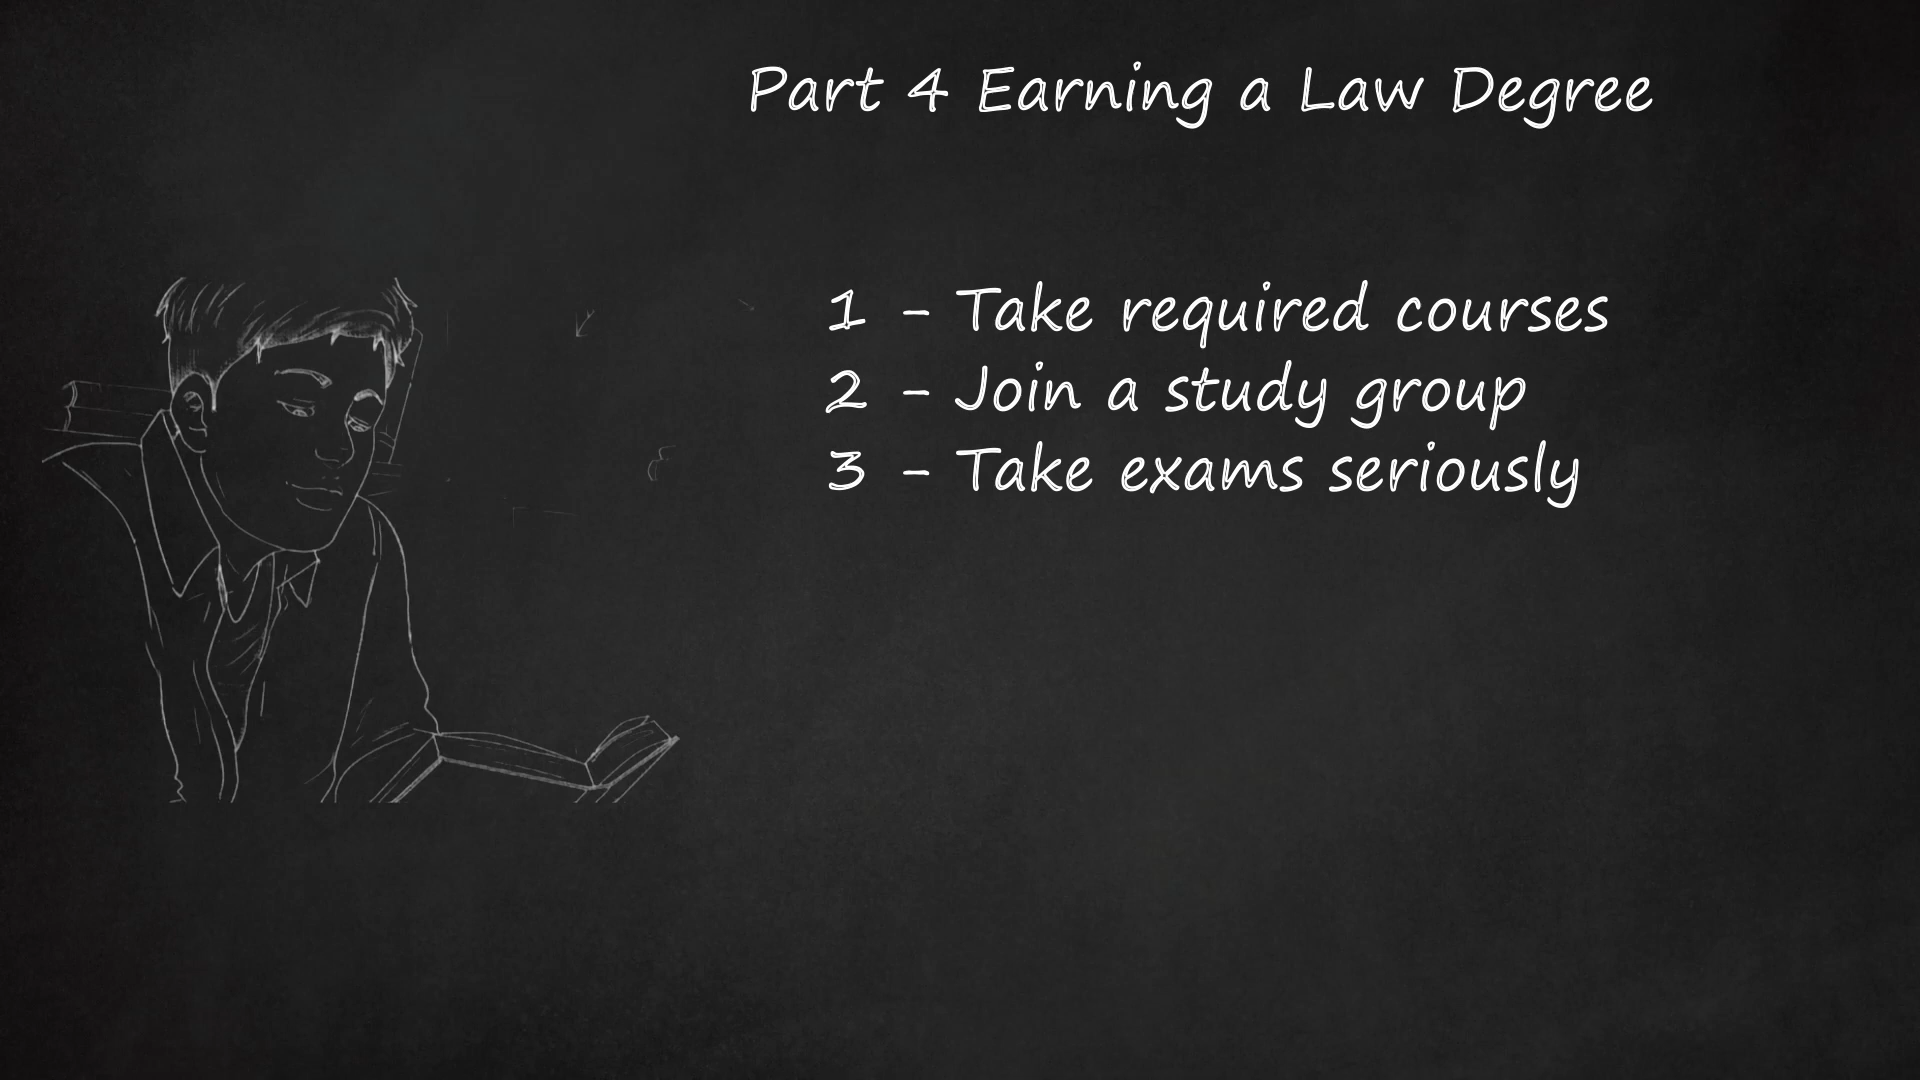 Part 4 Earning a Law Degree
1 - Take required courses
2 - Join a study group
3 - Take exams seriously